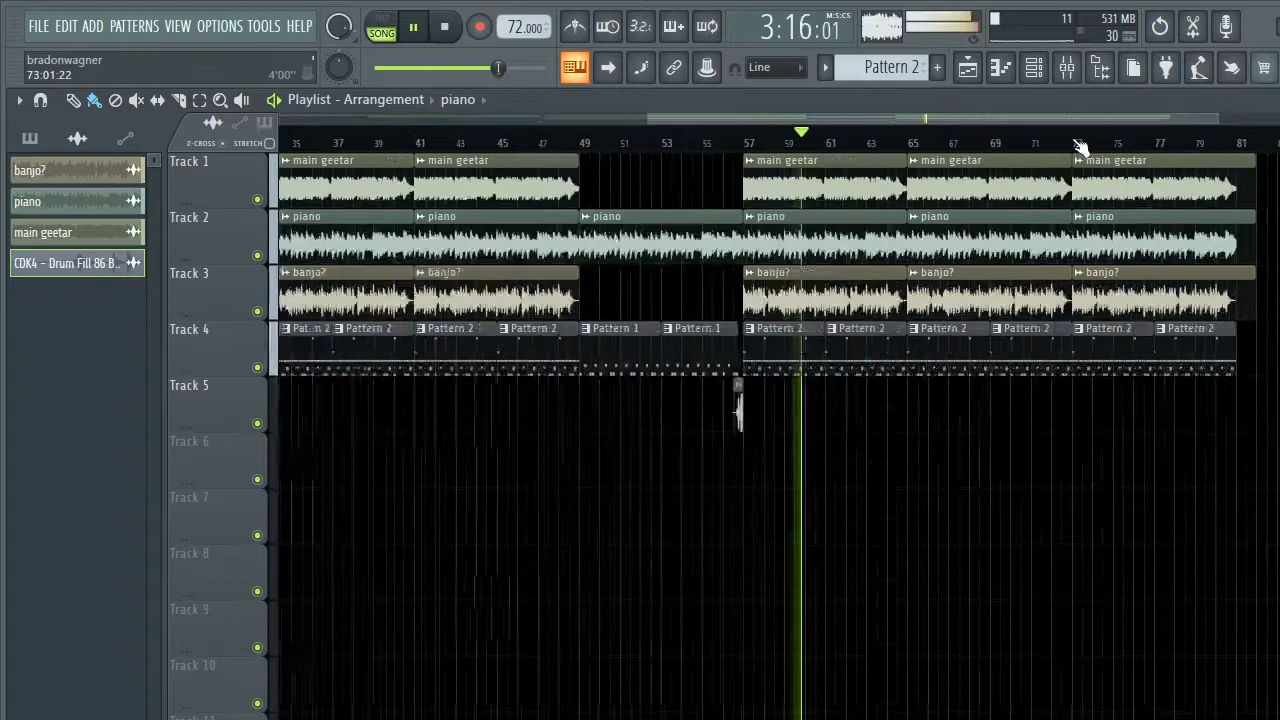 FILE EDIT ADD PATTERNS VIEW OPTIONS TOOLS HELP
PAT
SONG
72.000
3.2.
M:S:CS
3:16:01
11
531 MB
30
bradonwagner
73:01:22
4'00"
Line
Pattern 2
Playlist - Arrangement
piano
Z-CROSS
STRETCH
35 37 39 41 43 45 47 49 51 53 55 57 59 61 63 65 67 69 71 75 77 79 81
banjo?
piano
main geetar
CDK4 - Drum Fill 86 B..
Track 1
main geetar
main geetar
main geetar
main geetar
main geetar
Track 2
piano
piano
piano
piano
piano
piano
Track 3
banjo?
banjo?
banjo?
banjo?
banjo?
Track 4
Pat..n 2
Pattern 2
Pattern 2
Pattern 2
Pattern 1
Pattern 1
Pattern 2
Pattern 2
Pattern 2
Pattern 2
Pattern 2
Pattern 2
Track 5
Track 6
Track 7
Track 8
Track 9
Track 10